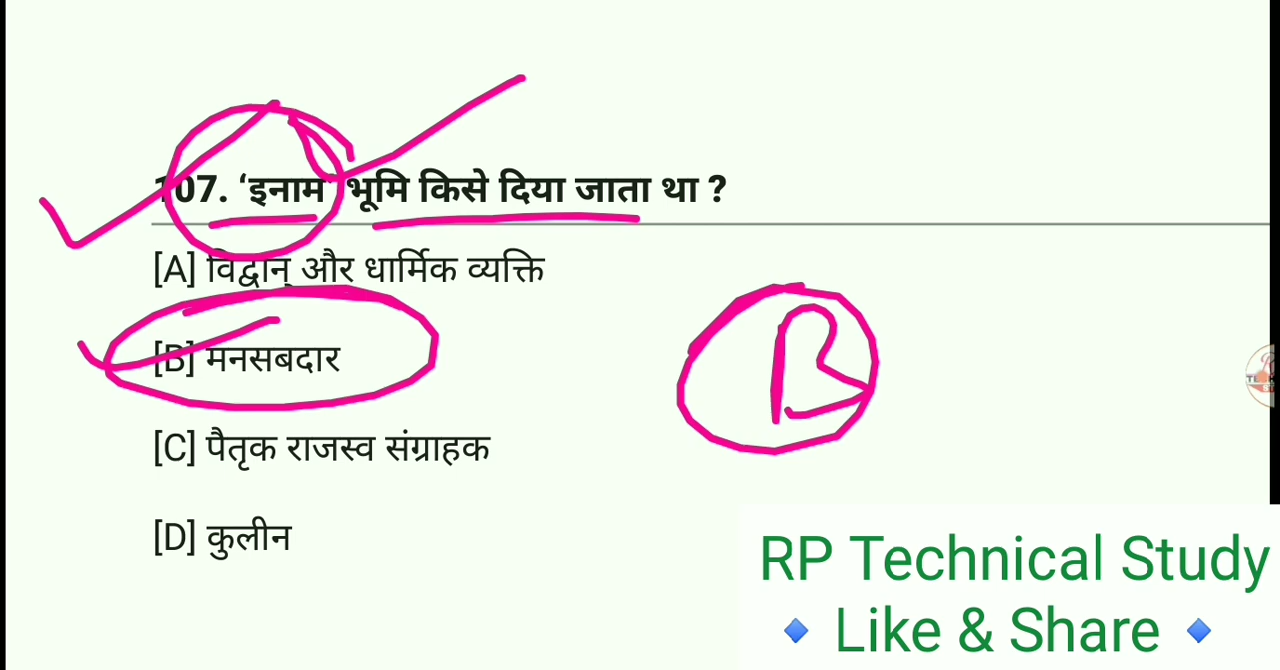 107. ‘इनाम’ भूमि किसे दिया जाता था ?
[A] विद्वान् और धार्मिक व्यक्ति
[B] मनसबदार
B
[C] पैतृक राजस्व संग्राहक
[D] कुलीन
RP Technical Study
🔹 Like & Share 🔹